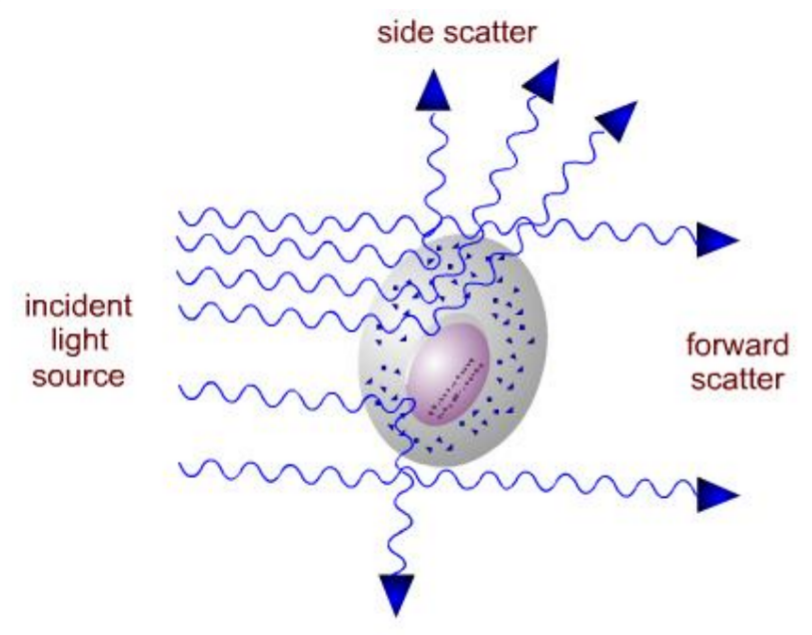 side scatter
incident
light
source
forward
scatter